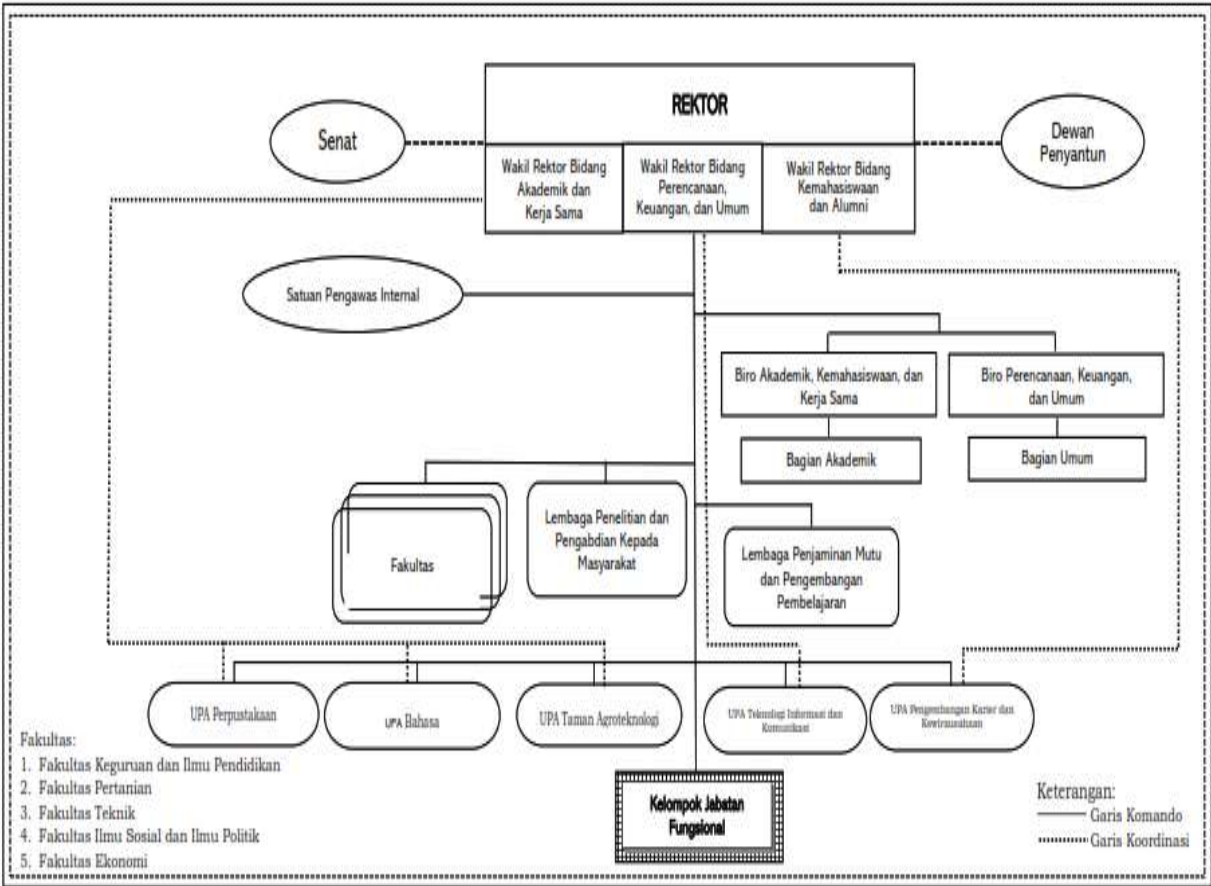 REKTOR
Senat
Dewan
Penyantun
Wakil Rektor Bidang
Akademik dan
Kerja Sama
Wakil Rektor Bidang
Perencanaan,
Keuangan, dan Umum
Wakil Rektor Bidang
Kemahasiswaan
dan Alumni
Satuan Pengawas Internal
Biro Akademik, Kemahasiswaan, dan
Kerja Sama
Biro Perencanaan, Keuangan,
dan Umum
Bagian Akademik
Bagian Umum
Fakultas
Lembaga Penelitian dan
Pengabdian Kepada
Masyarakat
Lembaga Penjaminan Mutu
dan Pengembangan
Pembelajaran
UPA Perpustakaan
UPA Bahasa
UPA Taman Agroteknologi
UPA Teknologi Informasi dan
Komunikasi
UPA Pengembangan Karier dan
Kewirausahaan
Fakultas:
1. Fakultas Keguruan dan Ilmu Pendidikan
2. Fakultas Pertanian
3. Fakultas Teknik
4. Fakultas Ilmu Sosial dan Ilmu Politik
5. Fakultas Ekonomi
Kelompok Jabatan
Fungsional
Keterangan:
Garis Komando
Garis Koordinasi